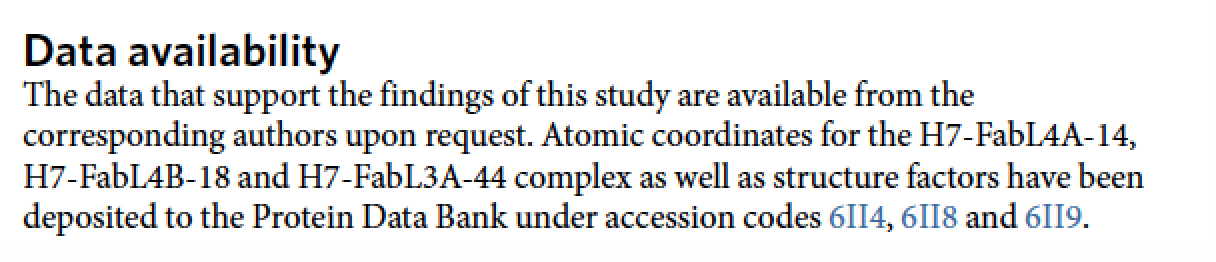 Data availability
The data that support the findings of this study are available from the
corresponding authors upon request. Atomic coordinates for the H7-FabL4A-14,
H7-FabL4B-18 and H7-FabL3A-44 complex as well as structure factors have been
deposited to the Protein Data Bank under accession codes 6II4, 6II8 and 6II9.